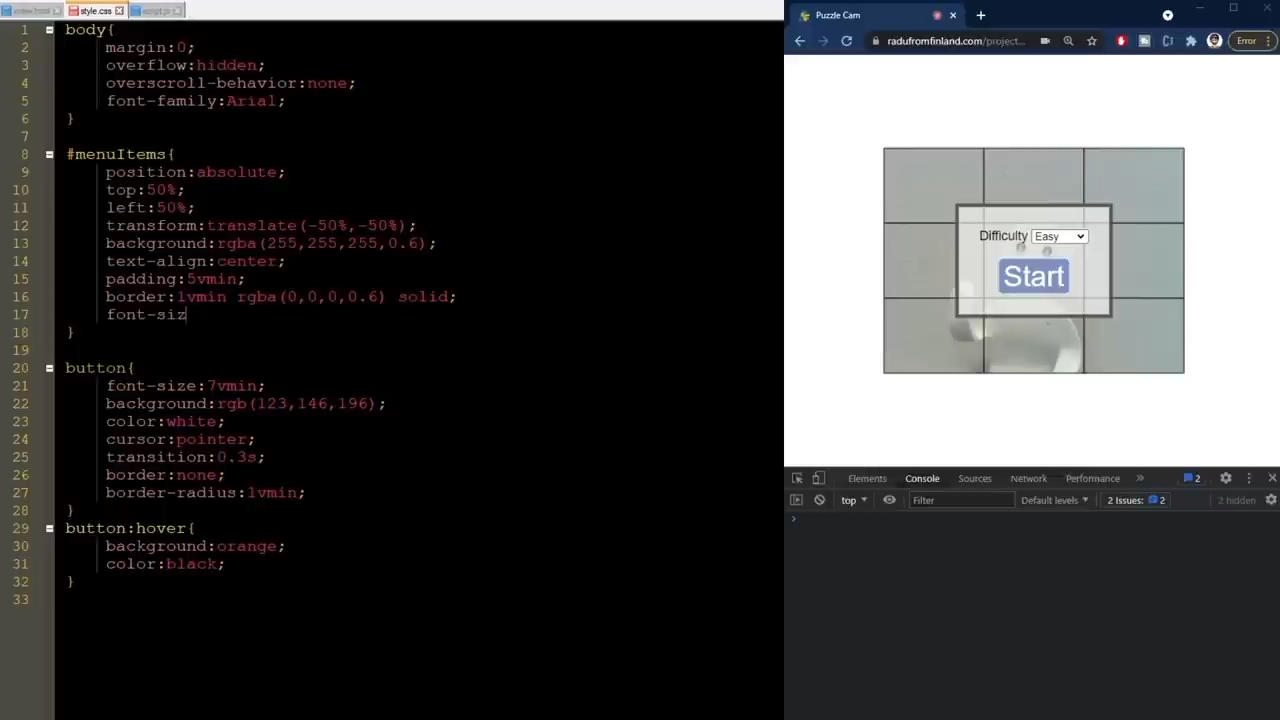 index.html style.css script.js
1 body{
2 margin:0;
3 overflow:hidden;
4 overscroll-behavior:none;
5 font-family:Arial;
6 }
7
8 #menuItems{
9 position:absolute;
10 top:50%;
11 left:50%;
12 transform:translate(-50%,-50%);
13 background:rgba(255,255,255,0.6);
14 text-align:center;
15 padding:5vmin;
16 border:1vmin rgba(0,0,0,0.6) solid;
17 font-siz
18 }
19
20 button{
21 font-size:7vmin;
22 background:rgb(123,146,196);
23 color:white;
24 cursor:pointer;
25 transition:0.3s;
26 border:none;
27 border-radius:1vmin;
28 }
29 button:hover{
30 background:orange;
31 color:black;
32 }
33
Puzzle Cam
radufromfinland.com/project...
Error
Difficulty Easy
Start
Elements Console Sources Network Performance » 2
top Filter Default levels 2 Issues: 2 2 hidden